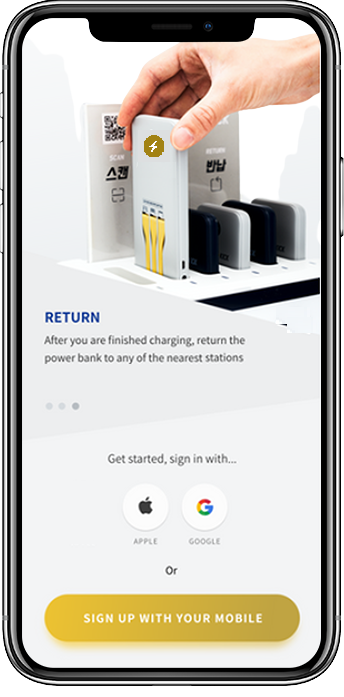 SCAN
스캔
RETURN
반납
RETURN
After you are finished charging, return the
power bank to any of the nearest stations
Get started, sign in with...
APPLE
GOOGLE
Or
SIGN UP WITH YOUR MOBILE